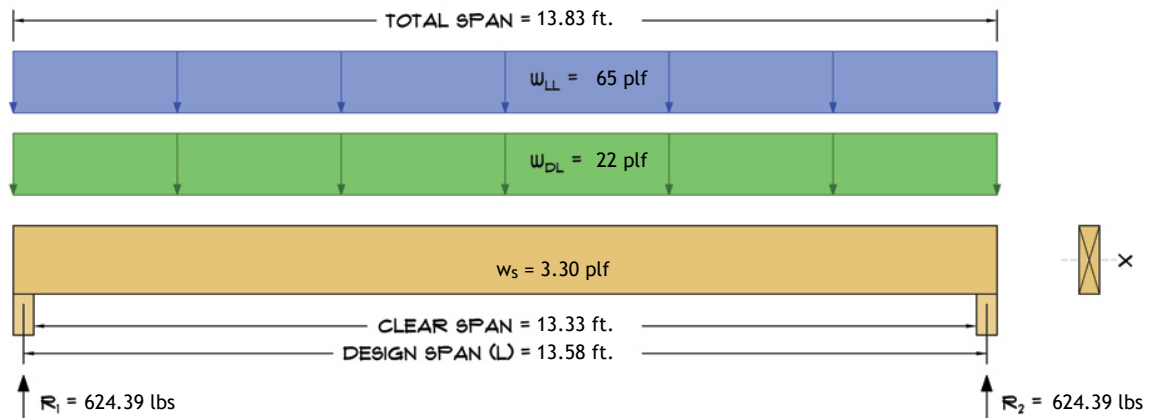 TOTAL SPAN = 13.83 ft.
WLL = 65 plf
WDL = 22 plf
ws = 3.30 plf
X
CLEAR SPAN = 13.33 ft.
DESIGN SPAN (L) = 13.58 ft.
R1 = 624.39 lbs
R2 = 624.39 lbs